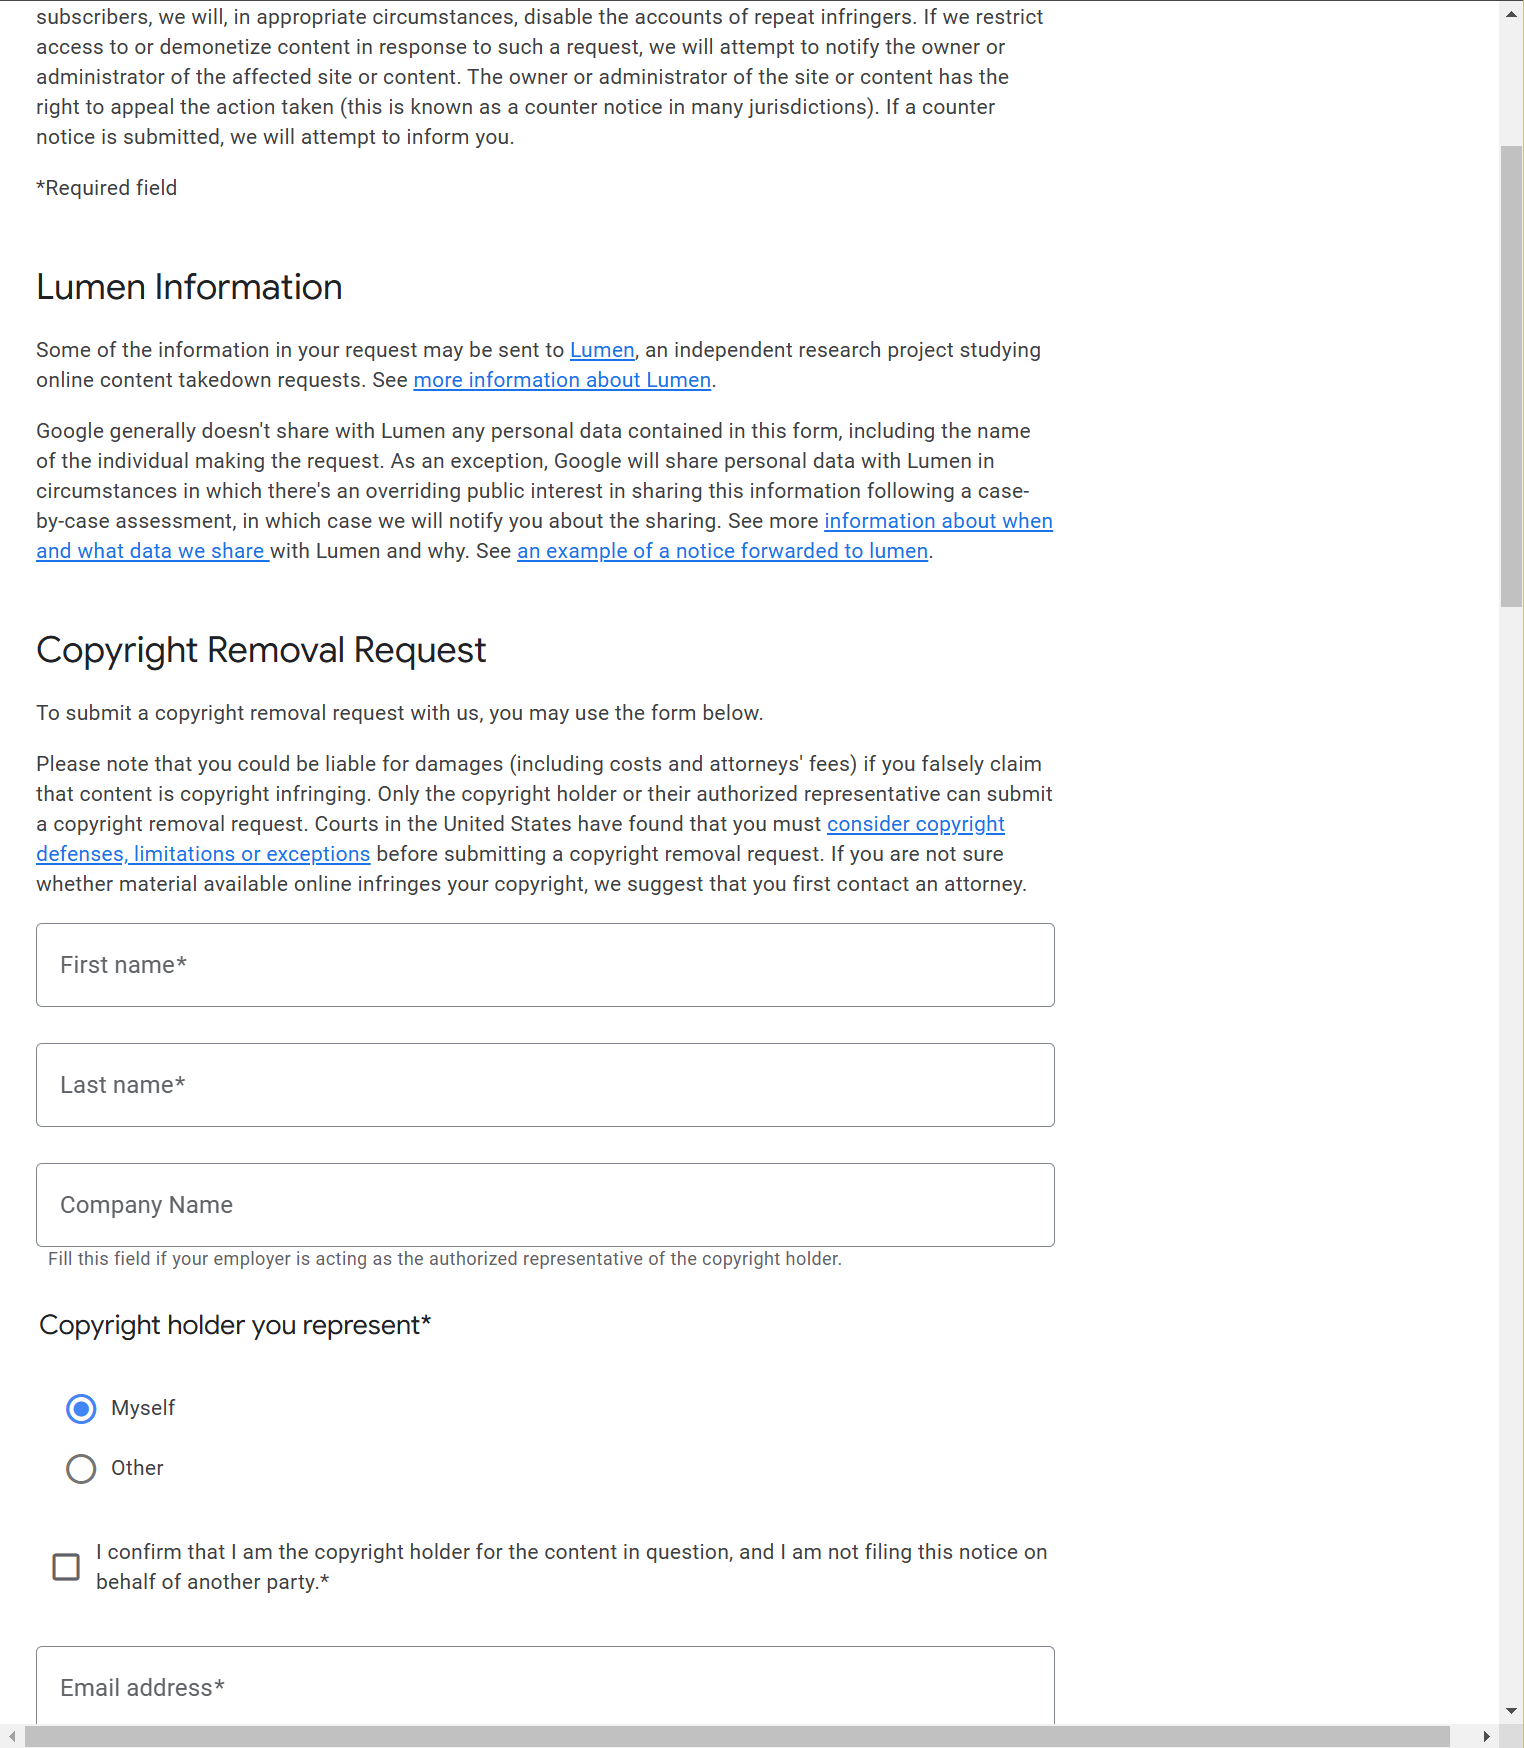 subscribers, we will, in appropriate circumstances, disable the accounts of repeat infringers. If we restrict
access to or demonetize content in response to such a request, we will attempt to notify the owner or
administrator of the affected site or content. The owner or administrator of the site or content has the
right to appeal the action taken (this is known as a counter notice in many jurisdictions). If a counter
notice is submitted, we will attempt to inform you.
*Required field
Lumen Information
Some of the information in your request may be sent to Lumen, an independent research project studying
online content takedown requests. See more information about Lumen.
Google generally doesn't share with Lumen any personal data contained in this form, including the name
of the individual making the request. As an exception, Google will share personal data with Lumen in
circumstances in which there's an overriding public interest in sharing this information following a case-
by-case assessment, in which case we will notify you about the sharing. See more information about when
and what data we share with Lumen and why. See an example of a notice forwarded to lumen.
Copyright Removal Request
To submit a copyright removal request with us, you may use the form below.
Please note that you could be liable for damages (including costs and attorneys' fees) if you falsely claim
that content is copyright infringing. Only the copyright holder or their authorized representative can submit
a copyright removal request. Courts in the United States have found that you must consider copyright
defenses, limitations or exceptions before submitting a copyright removal request. If you are not sure
whether material available online infringes your copyright, we suggest that you first contact an attorney.
First name*
Last name*
Company Name
Fill this field if your employer is acting as the authorized representative of the copyright holder.
Copyright holder you represent*
Myself
Other
I confirm that I am the copyright holder for the content in question, and I am not filing this notice on
behalf of another party.*
Email address*